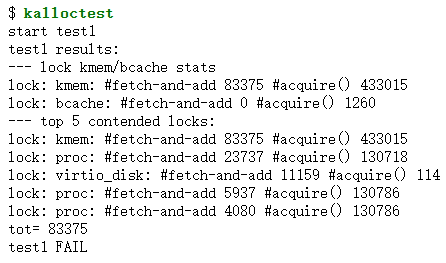 $ kalloctest
start test1
test1 results:
--- lock kmem/bcache stats
lock: kmem: #fetch-and-add 83375 #acquire() 433015
lock: bcache: #fetch-and-add 0 #acquire() 1260
--- top 5 contended locks:
lock: kmem: #fetch-and-add 83375 #acquire() 433015
lock: proc: #fetch-and-add 23737 #acquire() 130718
lock: virtio_disk: #fetch-and-add 11159 #acquire() 114
lock: proc: #fetch-and-add 5937 #acquire() 130786
lock: proc: #fetch-and-add 4080 #acquire() 130786
tot= 83375
test1 FAIL